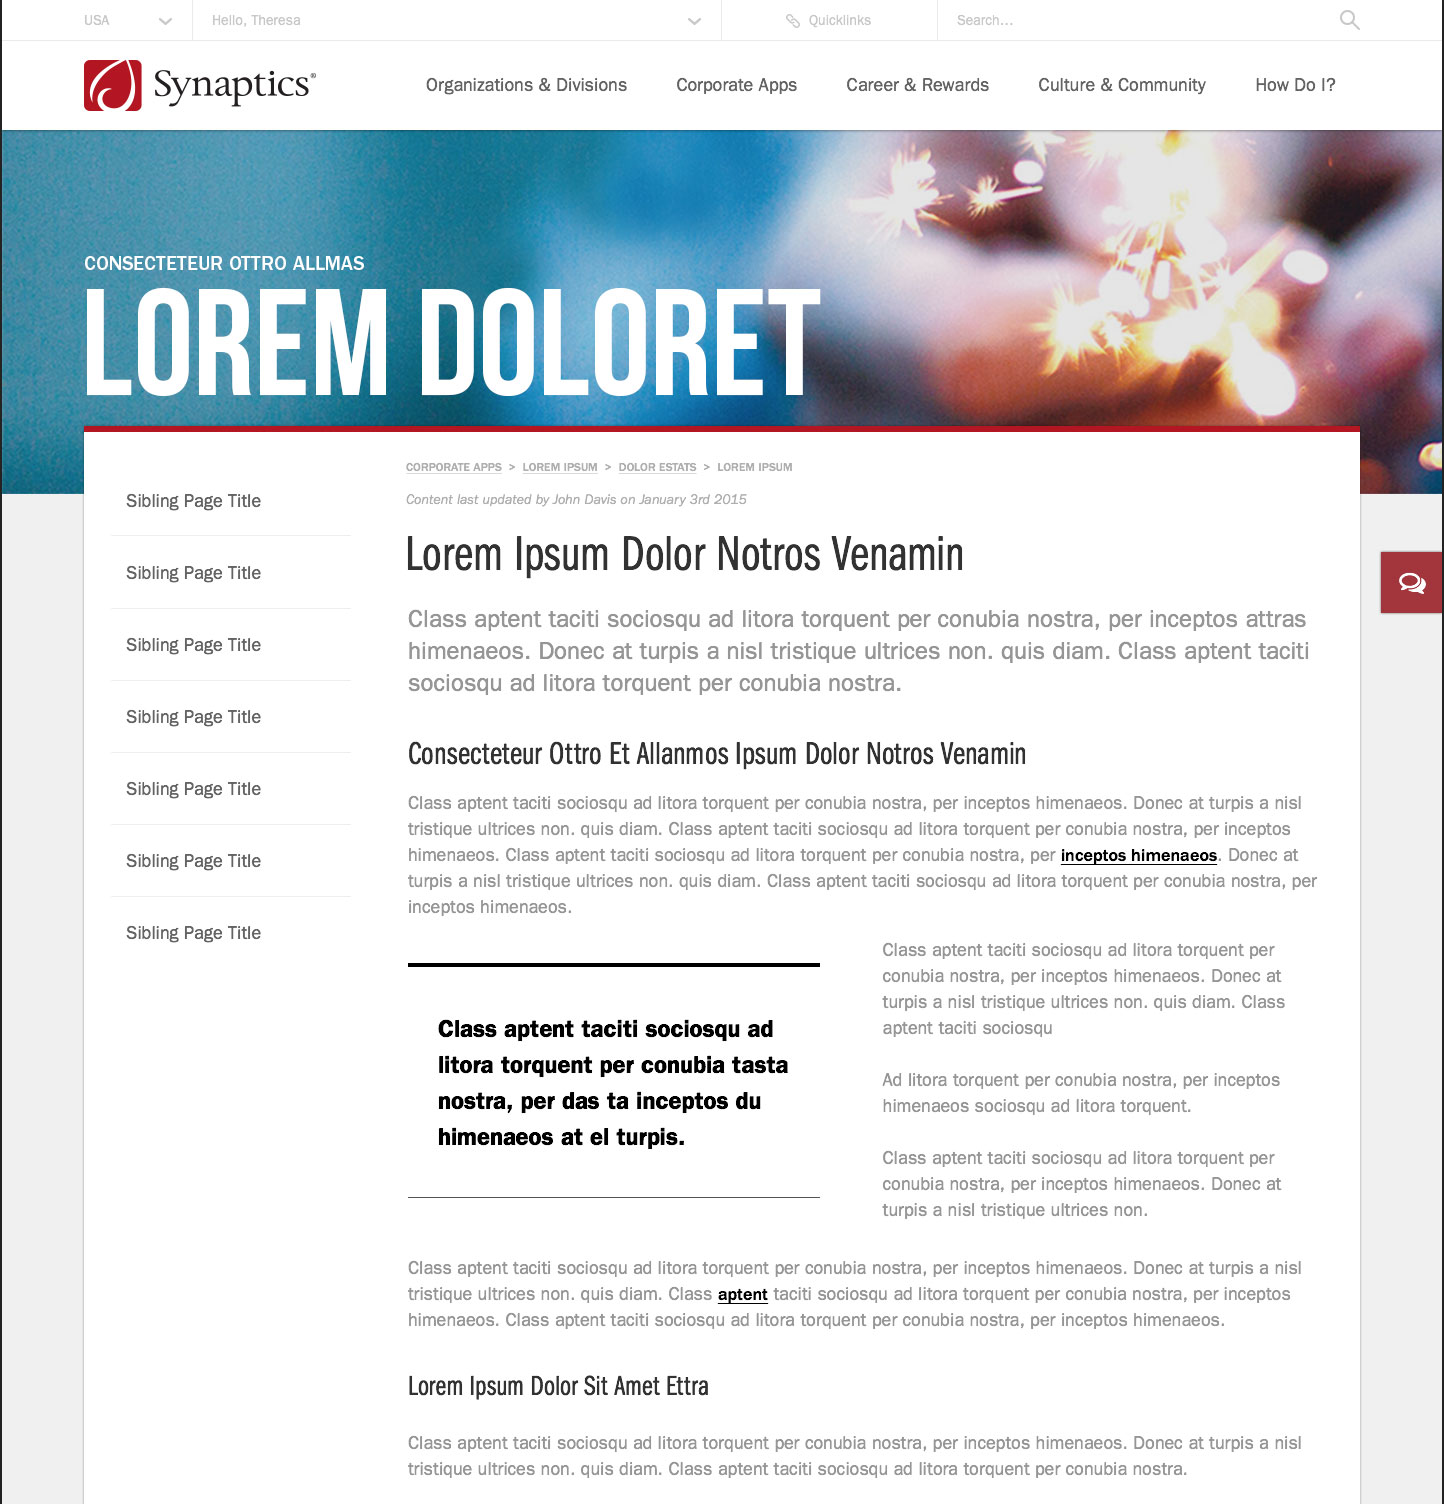 USA
Hello, Theresa
Quicklinks
Search...
Synaptics®
Organizations & Divisions
Corporate Apps
Career & Rewards
Culture & Community
How Do I?
CONSECTETEUR OTTRO ALLMAS
LOREM DOLORET
Sibling Page Title
Sibling Page Title
Sibling Page Title
Sibling Page Title
Sibling Page Title
Sibling Page Title
Sibling Page Title
CORPORATE APPS > LOREM IPSUM > DOLOR ESTATS > LOREM IPSUM
Content last updated by John Davis on January 3rd 2015
Lorem Ipsum Dolor Notros Venamin
Class aptent taciti sociosqu ad litora torquent per conubia nostra, per inceptos attras
himenaeos. Donec at turpis a nisl tristique ultrices non. quis diam. Class aptent taciti
sociosqu ad litora torquent per conubia nostra.
Consecteteur Ottro Et Allanmos Ipsum Dolor Notros Venamin
Class aptent taciti sociosqu ad litora torquent per conubia nostra, per inceptos himenaeos. Donec at turpis a nisl
tristique ultrices non. quis diam. Class aptent taciti sociosqu ad litora torquent per conubia nostra, per inceptos
himenaeos. Class aptent taciti sociosqu ad litora torquent per conubia nostra, per inceptos himenaeos. Donec at
turpis a nisl tristique ultrices non. quis diam. Class aptent taciti sociosqu ad litora torquent per conubia nostra, per
inceptos himenaeos.
Class aptent taciti sociosqu ad
litora torquent per conubia tasta
nostra, per das ta inceptos du
himenaeos at el turpis.
Class aptent taciti sociosqu ad litora torquent per
conubia nostra, per inceptos himenaeos. Donec at
turpis a nisl tristique ultrices non. quis diam. Class
aptent taciti sociosqu
Ad litora torquent per conubia nostra, per inceptos
himenaeos sociosqu ad litora torquent.
Class aptent taciti sociosqu ad litora torquent per
conubia nostra, per inceptos himenaeos. Donec at
turpis a nisl tristique ultrices non.
Class aptent taciti sociosqu ad litora torquent per conubia nostra, per inceptos himenaeos. Donec at turpis a nisl
tristique ultrices non. quis diam. Class aptent taciti sociosqu ad litora torquent per conubia nostra, per inceptos
himenaeos. Class aptent taciti sociosqu ad litora torquent per conubia nostra, per inceptos himenaeos.
Lorem Ipsum Dolor Sit Amet Ettra
Class aptent taciti sociosqu ad litora torquent per conubia nostra, per inceptos himenaeos. Donec at turpis a nisl
tristique ultrices non. quis diam. Class aptent taciti sociosqu ad litora torquent per conubia nostra.